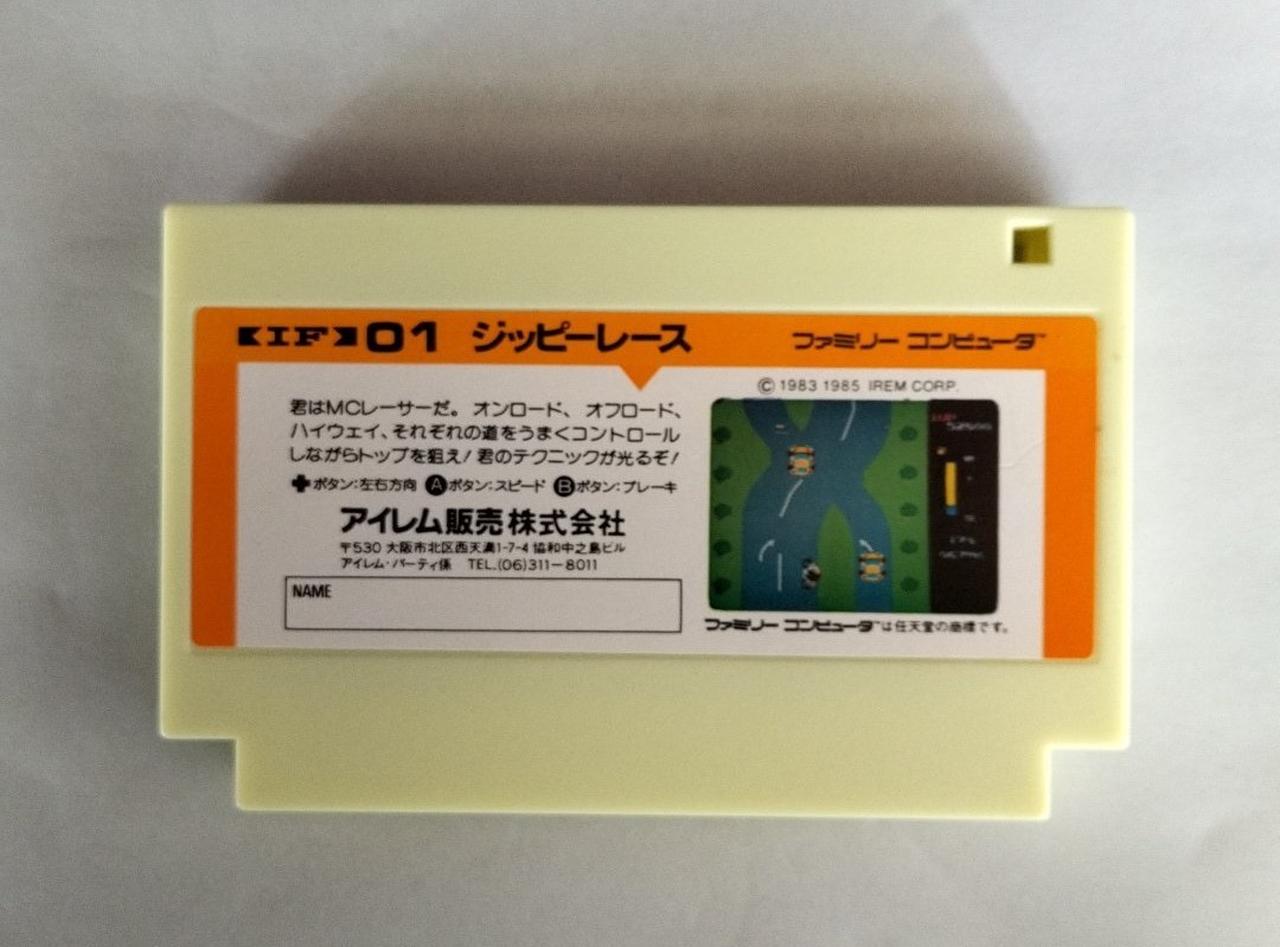 IF 01 ジッピーレース ファミリー コンピュータ™
© 1983 1985 IREM CORP.
君はMCレーサーだ。オンロード、オフロード、
ハイウェイ、それぞれの道をうまくコントロール
しながらトップを狙え!君のテクニックが光るぞ!
✚ボタン:左右方向 Ⓐボタン:スピード Ⓑボタン:ブレーキ
アイレム販売株式会社
〒530 大阪市北区西天満1-7-4 協和中之島ビル
アイレム・パーティ係 TEL.(06)311-8011
NAME
ファミリー コンピュータ™は任天堂の商標です。